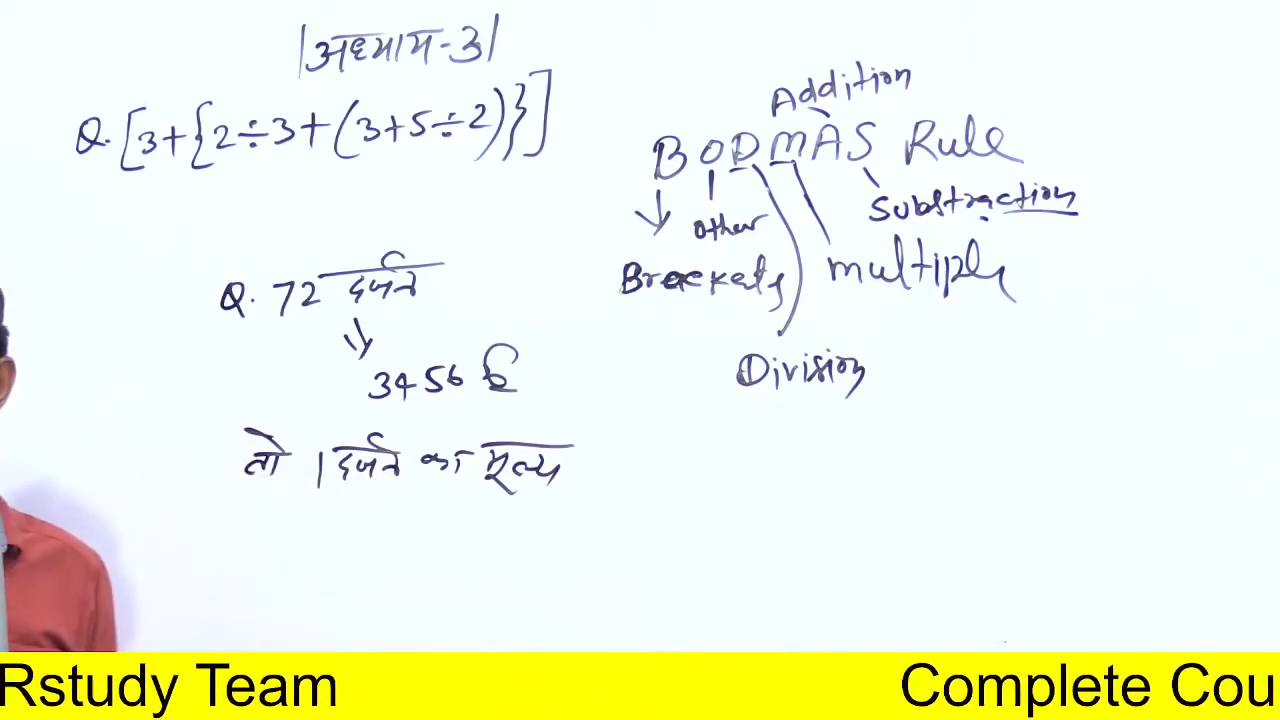 अध्याय-3
Q. [3+{2÷3+(3+5÷2)}]
Q. 72 दर्जन
3456 है
तो 1 दर्जन का मूल्य
Addition
BODMAS Rule
Substraction
Other
Brackets
multiple
Division
Rstudy Team
Complete Cou